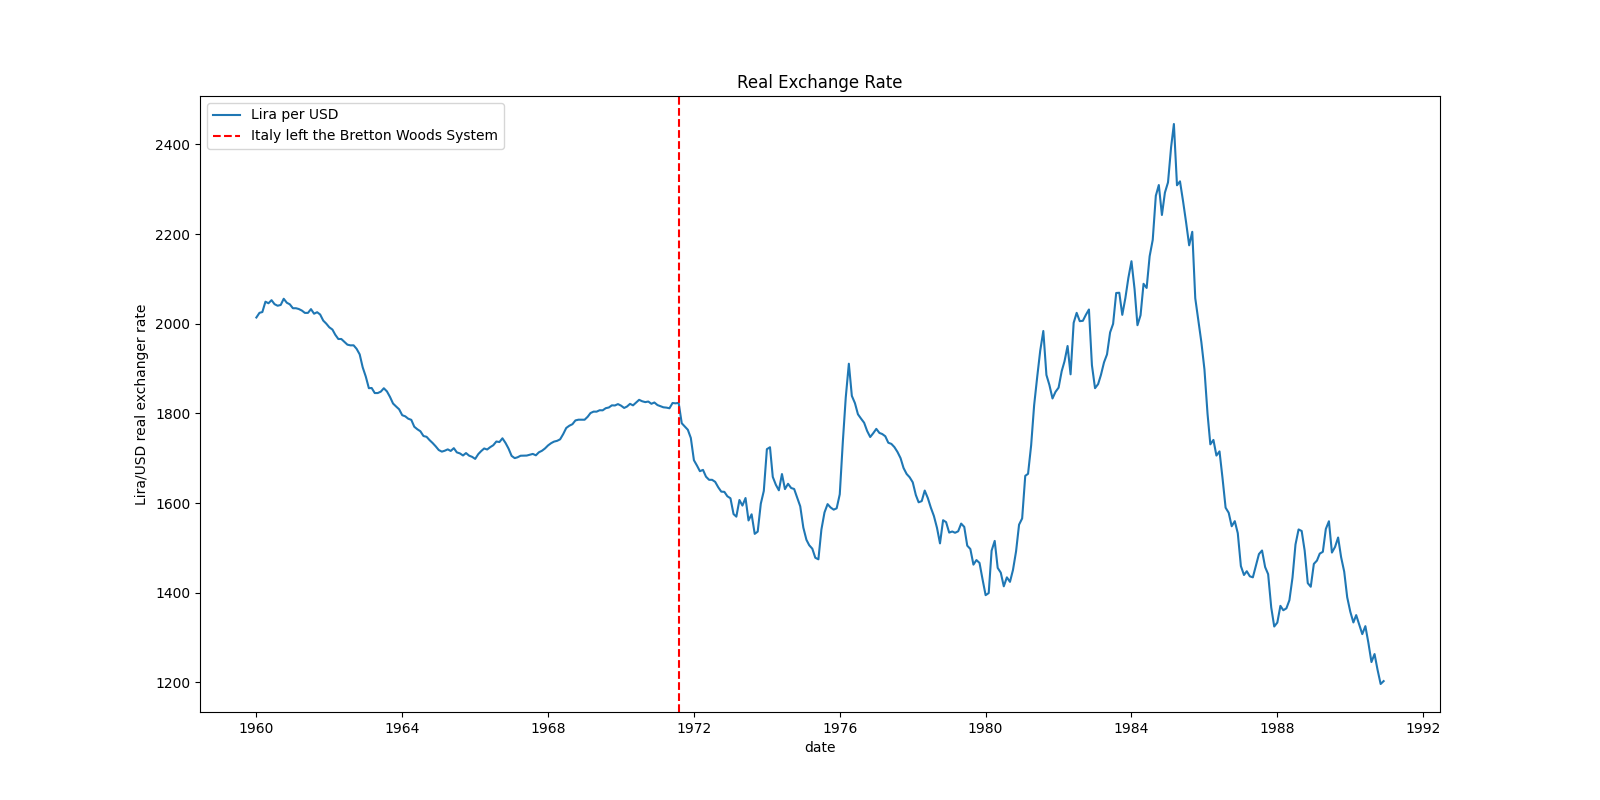 Real Exchange Rate
Lira per USD
Italy left the Bretton Woods System
Lira/USD real exchanger rate
2400
2200
2000
1800
1600
1400
1200
1960 1964 1968 1972 1976 1980 1984 1988 1992
date